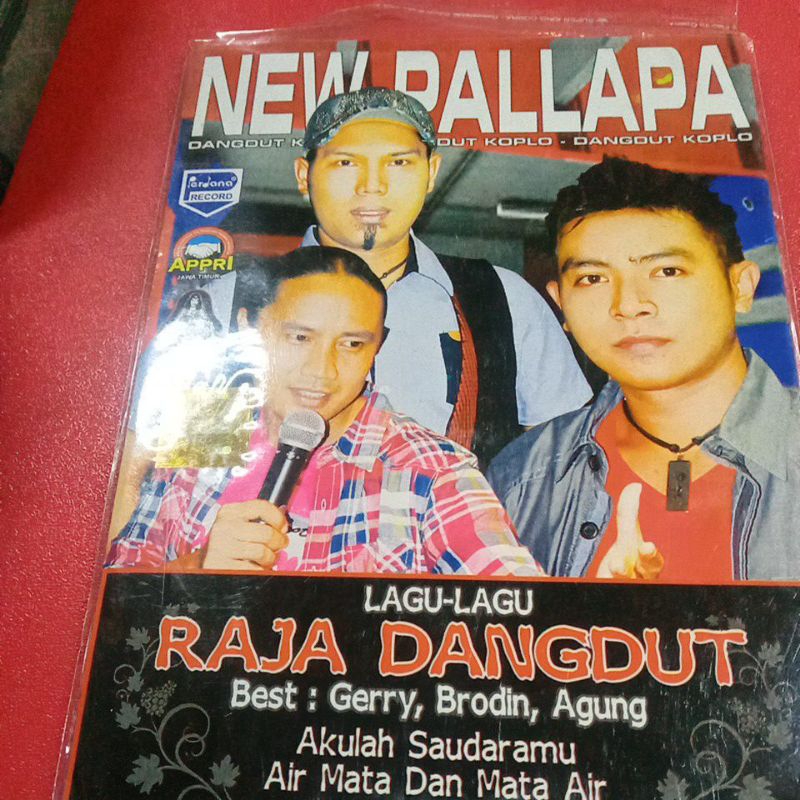 NEW PALLAPA
DANGDUT K DUT KOPLO - DANGDUT KOPLO
Perdana
RECORD
APPRI
JAWA TIMUR
LAGU-LAGU
RAJA DANGDUT
Best : Gerry, Brodin, Agung
Akulah Saudaramu
Air Mata Dan Mata Air